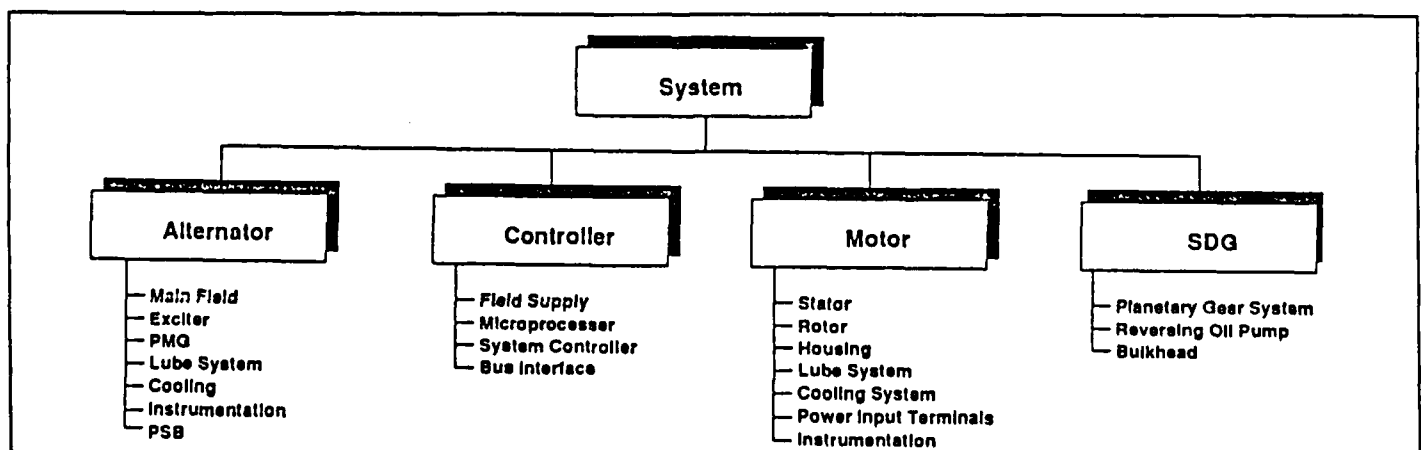 System
Alternator
Main Field
Exciter
PMG
Lube System
Cooling
Instrumentation
PSB
Controller
Field Supply
Microprocesser
System Controller
Bus Interface
Motor
Stator
Rotor
Housing
Lube System
Cooling System
Power Input Terminals
Instrumentation
SDG
Planetary Gear System
Reversing Oil Pump
Bulkhead